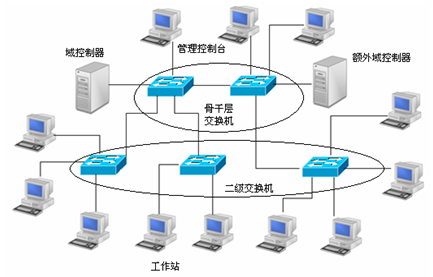 管理控制台
域控制器
额外域控制器
骨干层
交换机
二级交换机
工作站